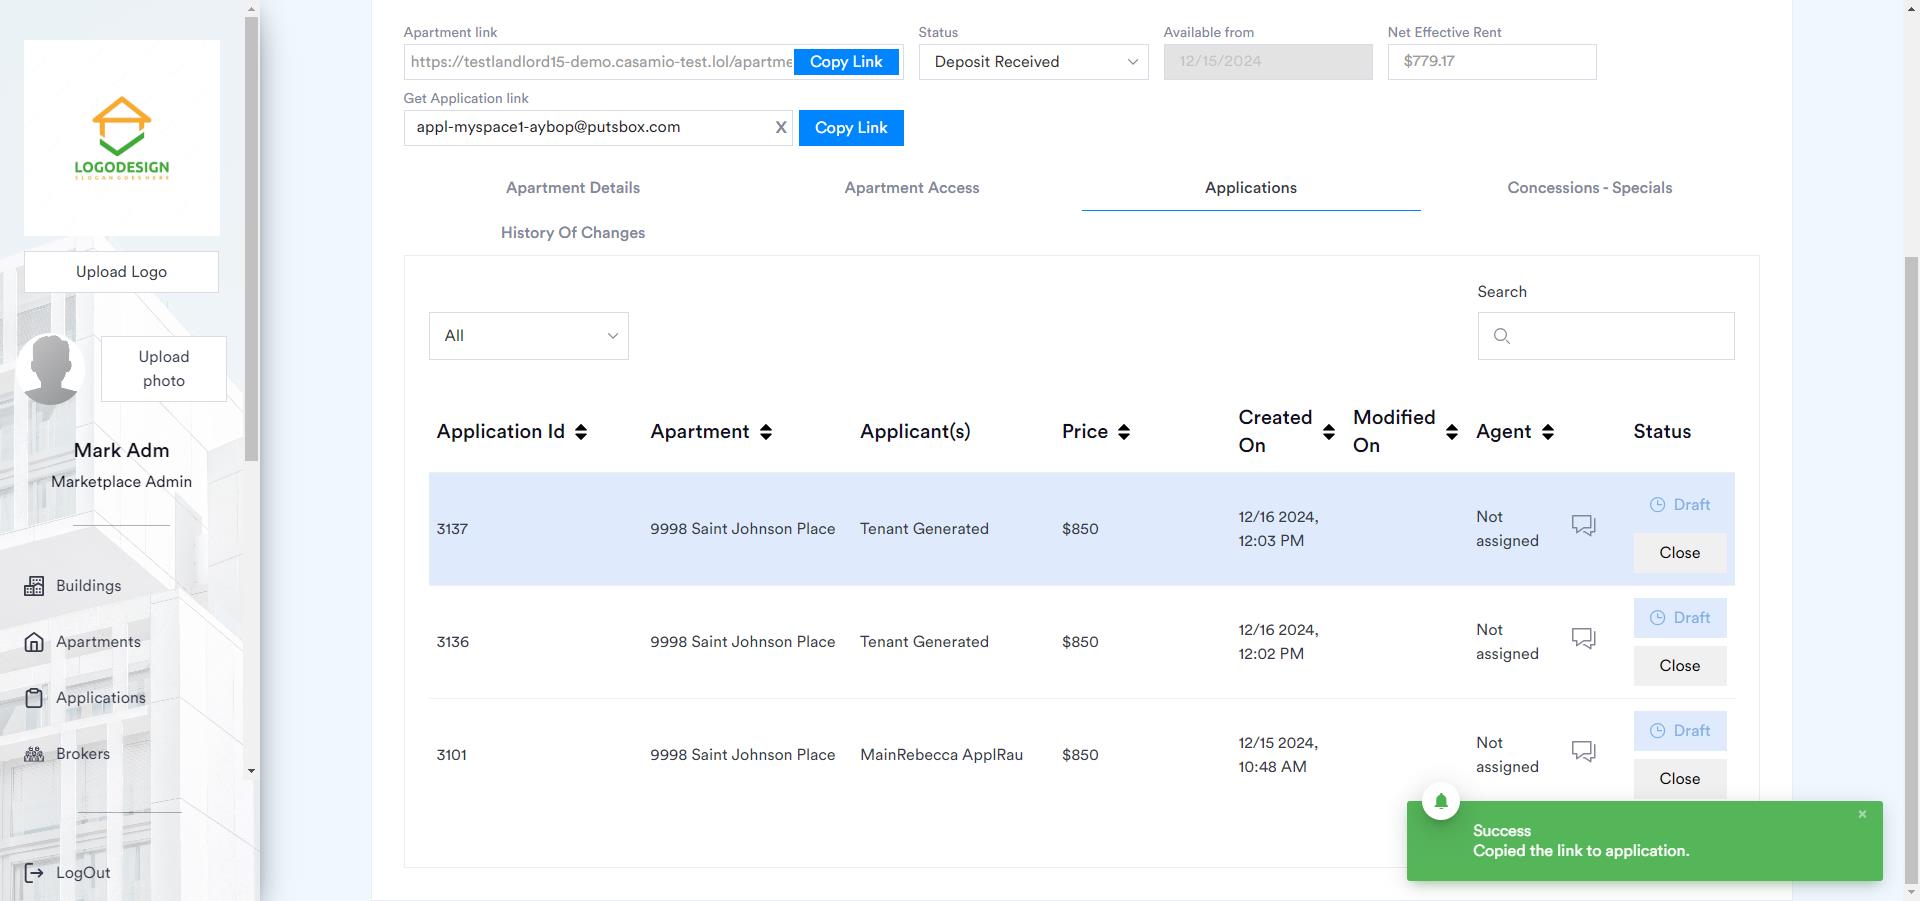 Apartment link
Status
Available from
Net Effective Rent
https://testlandlord15-demo.casamio-test.lol/apartme
Copy Link
Deposit Received
12/15/2024
$779.17
Get Application link
appl-myspace1-aybop@putsbox.com
X
Copy Link
LOGODESIGN
SLOGAN GOES HERE
Upload Logo
Upload
photo
Mark Adm
Marketplace Admin
Buildings
Apartments
Applications
Brokers
LogOut
Apartment Details
Apartment Access
Applications
Concessions - Specials
History Of Changes
Search
All
Application Id
Apartment
Applicant(s)
Price
Created
On
Modified
On
Agent
Status
3137
9998 Saint Johnson Place
Tenant Generated
$850
12/16 2024,
12:03 PM
Not
assigned
Draft
Close
3136
9998 Saint Johnson Place
Tenant Generated
$850
12/16 2024,
12:02 PM
Not
assigned
Draft
Close
3101
9998 Saint Johnson Place
MainRebecca ApplRau
$850
12/15 2024,
10:48 AM
Not
assigned
Draft
Close
Success
Copied the link to application.
×